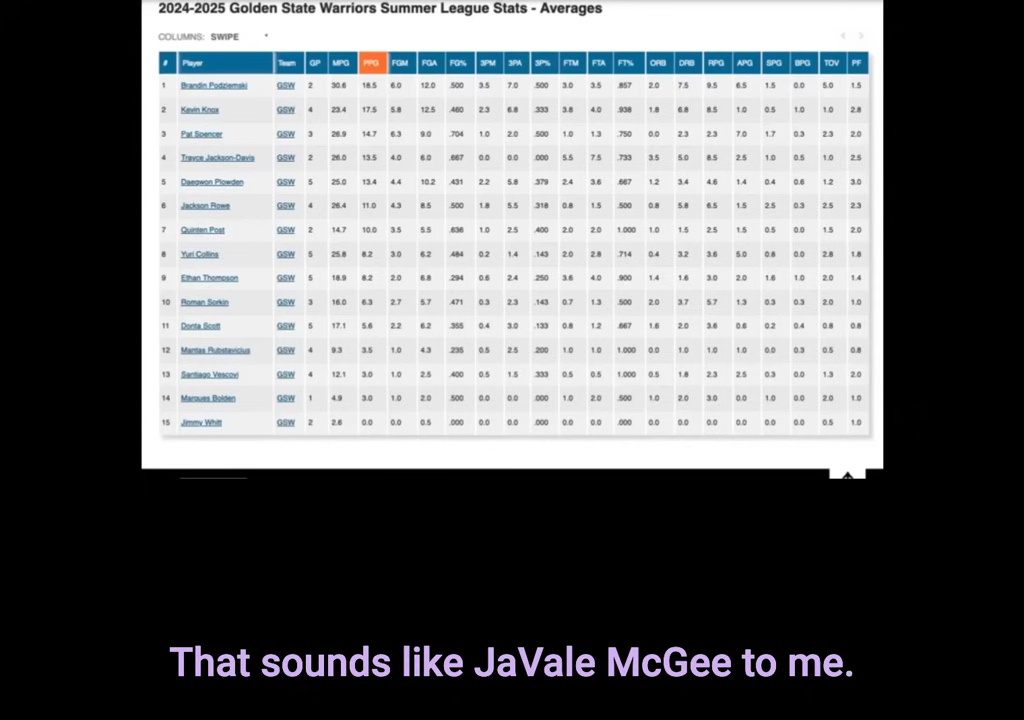 2024-2025 Golden State Warriors Summer League Stats - Averages
COLUMNS: SWIPE
# Player Team GP MPG PPG FGM FGA FG% 3PM 3PA 3P% FTM FTA FT% ORB DRB RPG APG SPG BPG TOV PF
1 Brandin Podziemski GSW 2 30.6 18.5 6.0 12.0 .500 3.5 7.0 .500 3.0 3.5 .857 2.0 7.5 9.5 6.5 1.5 0.0 5.0 1.5
2 Kevin Knox GSW 4 23.4 17.5 5.8 12.5 .460 2.3 6.8 .333 3.8 4.0 .938 1.8 6.8 8.5 1.0 0.5 1.0 1.0 2.8
3 Pat Spencer GSW 3 26.9 14.7 6.3 9.0 .704 1.0 2.0 .500 1.0 1.3 .750 0.0 2.3 2.3 7.0 1.7 0.3 2.3 2.0
4 Trayce Jackson-Davis GSW 2 26.0 13.5 4.0 6.0 .667 0.0 0.0 .000 5.5 7.5 .733 3.5 5.0 8.5 2.5 1.0 0.5 1.0 2.5
5 Daeqwon Plowden GSW 5 25.0 13.4 4.4 10.2 .431 2.2 5.8 .379 2.4 3.6 .667 1.2 3.4 4.6 1.4 0.4 0.6 1.2 3.0
6 Jackson Rowe GSW 4 26.4 11.0 4.3 8.5 .500 1.8 5.5 .318 0.8 1.5 .500 0.8 5.8 6.5 1.5 2.5 0.3 2.5 2.3
7 Quinten Post GSW 2 14.7 10.0 3.5 5.5 .636 1.0 2.5 .400 2.0 2.0 1.000 1.0 1.5 2.5 1.5 0.5 0.0 1.5 2.0
8 Yuri Collins GSW 5 25.8 8.2 3.0 6.2 .484 0.2 1.4 .143 2.0 2.8 .714 0.4 3.2 3.6 5.0 0.8 0.0 2.8 1.8
9 Ethan Thompson GSW 5 18.9 8.2 2.0 6.8 .294 0.6 2.4 .250 3.6 4.0 .900 1.4 1.6 3.0 2.0 1.6 1.0 2.0 1.4
10 Roman Sorkin GSW 3 16.0 6.3 2.7 5.7 .471 0.3 2.3 .143 0.7 1.3 .500 2.0 3.7 5.7 1.3 0.3 0.3 2.0 1.0
11 Donta Scott GSW 5 17.1 5.6 2.2 6.2 .355 0.4 3.0 .133 0.8 1.2 .667 1.6 2.0 3.6 0.6 0.2 0.4 0.8 0.8
12 Mantas Rubstavicius GSW 4 9.3 3.5 1.0 4.3 .235 0.5 2.5 .200 1.0 1.0 1.000 0.0 1.0 1.0 1.0 0.0 0.3 0.5 0.8
13 Santiago Vescovi GSW 4 12.1 3.0 1.0 2.5 .400 0.5 1.5 .333 0.5 0.5 1.000 0.5 1.8 2.3 2.5 0.3 0.0 1.3 2.0
14 Marques Bolden GSW 1 4.9 3.0 1.0 2.0 .500 0.0 0.0 .000 1.0 2.0 .500 1.0 2.0 3.0 0.0 1.0 0.0 2.0 1.0
15 Jimmy Whitt GSW 2 2.6 0.0 0.0 0.5 .000 0.0 0.0 .000 0.0 0.0 .000 0.0 0.0 0.0 0.0 0.0 0.0 0.5 1.0
That sounds like JaVale McGee to me.